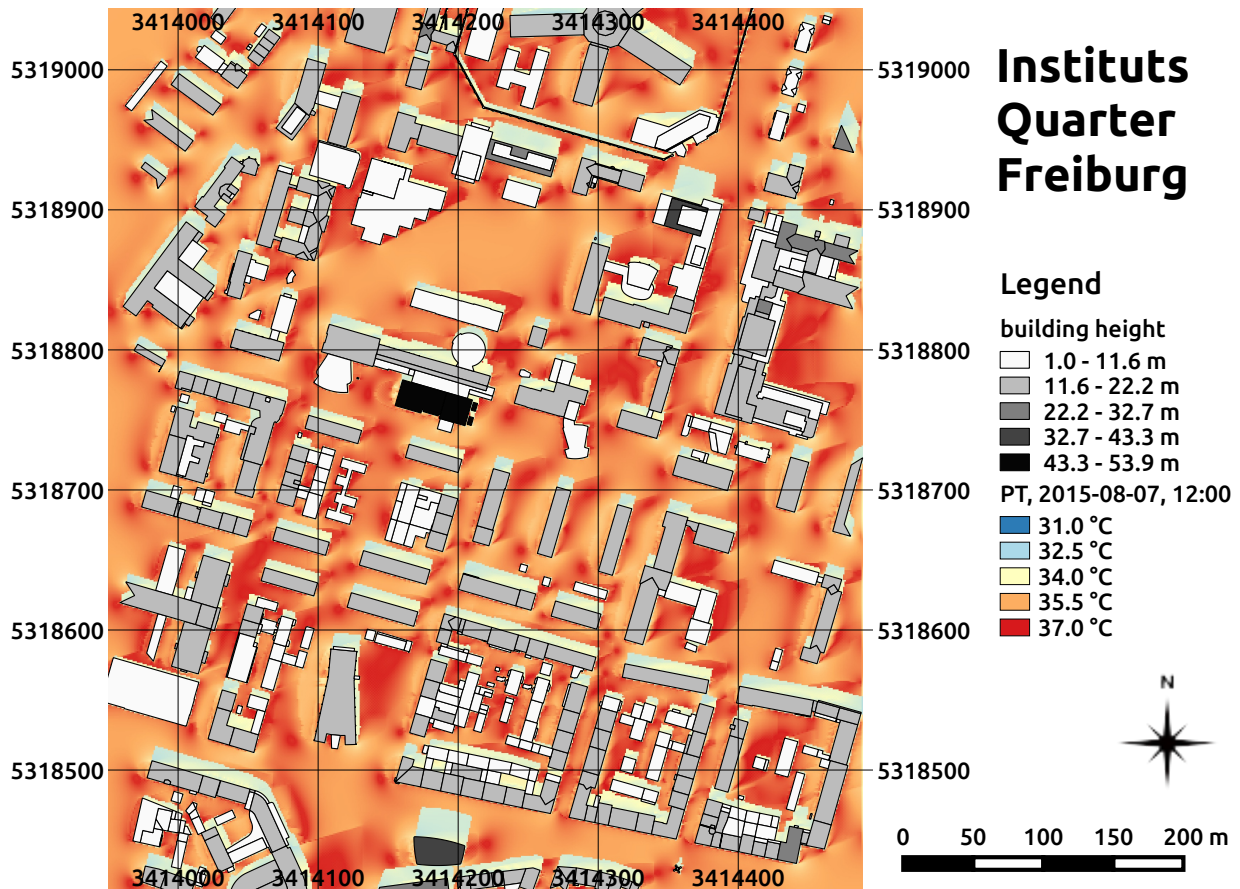 3414000 3414100 3414200 3414300 3414400
5319000 5319000
5318900 5318900
5318800 5318800
5318700 5318700
5318600 5318600
5318500 5318500
3414000 3414100 3414200 3414300 3414400
Instituts
Quarter
Freiburg
Legend
building height
1.0 - 11.6 m
11.6 - 22.2 m
22.2 - 32.7 m
32.7 - 43.3 m
43.3 - 53.9 m
PT, 2015-08-07, 12:00
31.0 °C
32.5 °C
34.0 °C
35.5 °C
37.0 °C
N
0 50 100 150 200 m